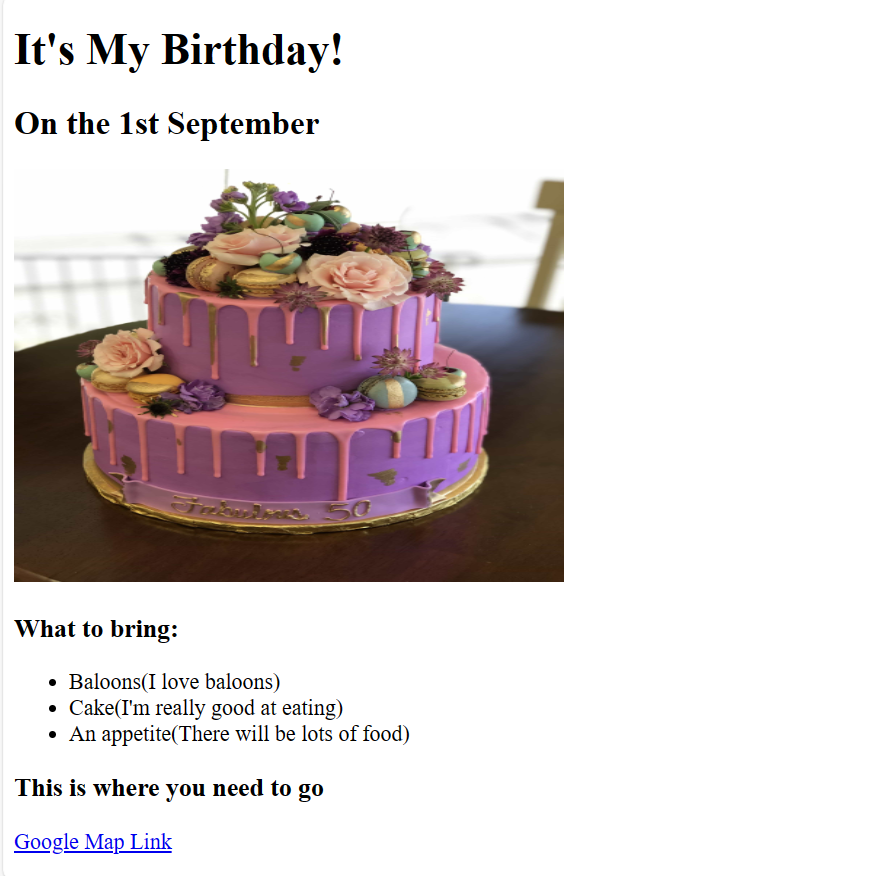 It's My Birthday!
On the 1st September
Fabulous 50
What to bring:
Baloons(I love baloons)
Cake(I'm really good at eating)
An appetite(There will be lots of food)
This is where you need to go
Google Map Link